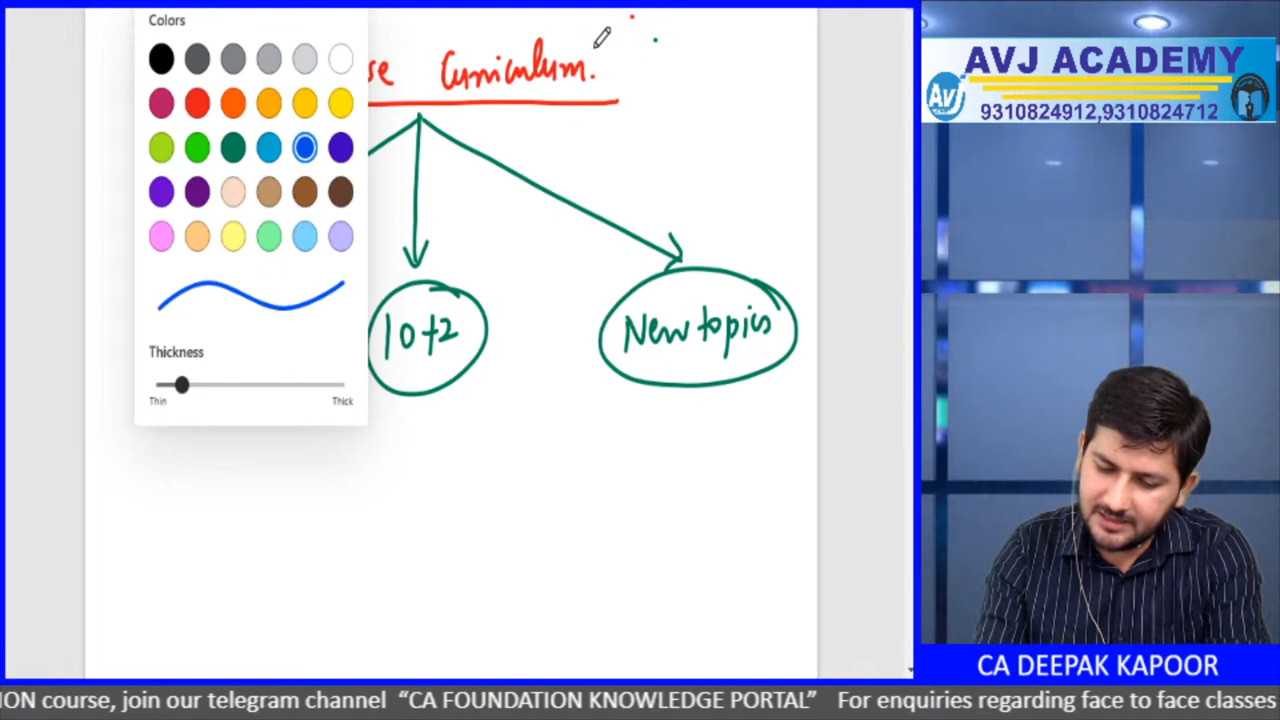 Colors
se Curriculum.
10+2
New topics
Thickness
Thin
Thick
AVJ ACADEMY
AVJ
9310824912,9310824712
CA DEEPAK KAPOOR
ION course, join our telegram channel “CA FOUNDATION KNOWLEDGE PORTAL” For enquiries regarding face to face classes